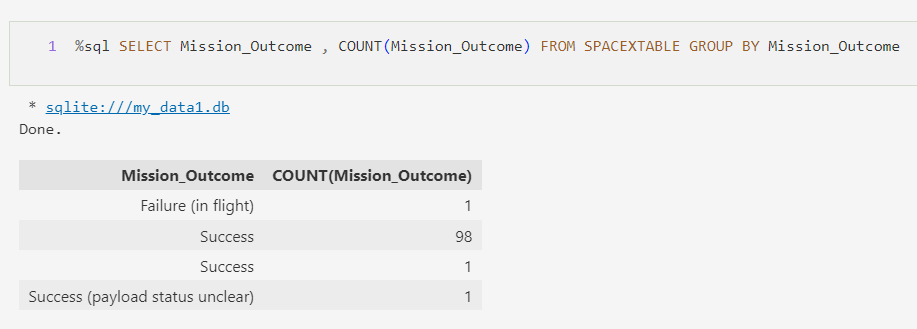 1 %sql SELECT Mission_Outcome , COUNT(Mission_Outcome) FROM SPACEXTABLE GROUP BY Mission_Outcome
* sqlite:///my_data1.db
Done.
Mission_Outcome COUNT(Mission_Outcome)
Failure (in flight) 1
Success 98
Success 1
Success (payload status unclear) 1